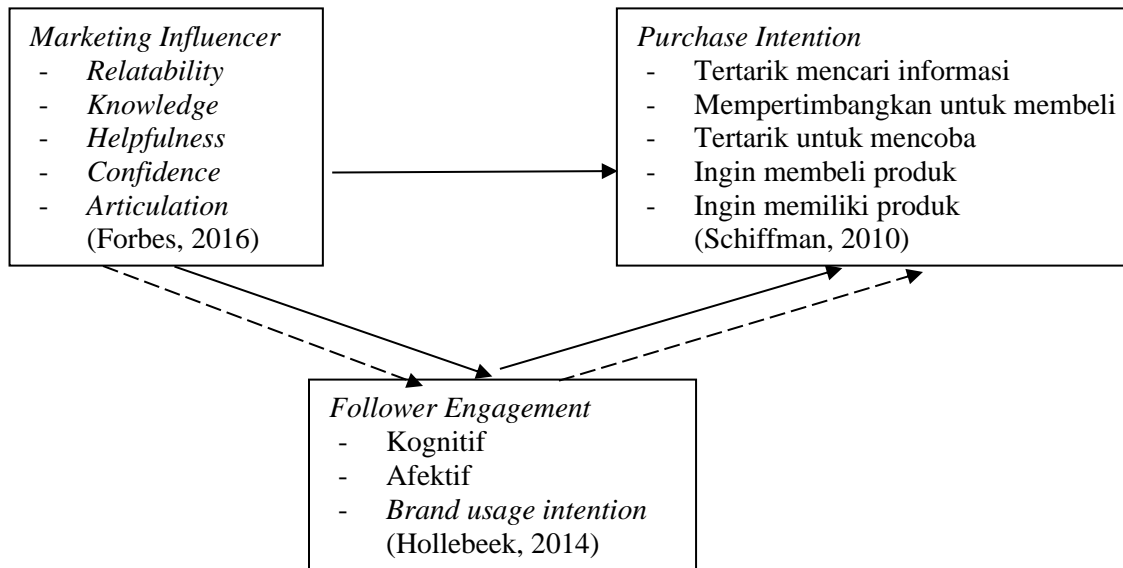 Marketing Influencer
- Relatability
- Knowledge
- Helpfulness
- Confidence
- Articulation
(Forbes, 2016)
Purchase Intention
- Tertarik mencari informasi
- Mempertimbangkan untuk membeli
- Tertarik untuk mencoba
- Ingin membeli produk
- Ingin memiliki produk
(Schiffman, 2010)
Follower Engagement
- Kognitif
- Afektif
- Brand usage intention
(Hollebeek, 2014)